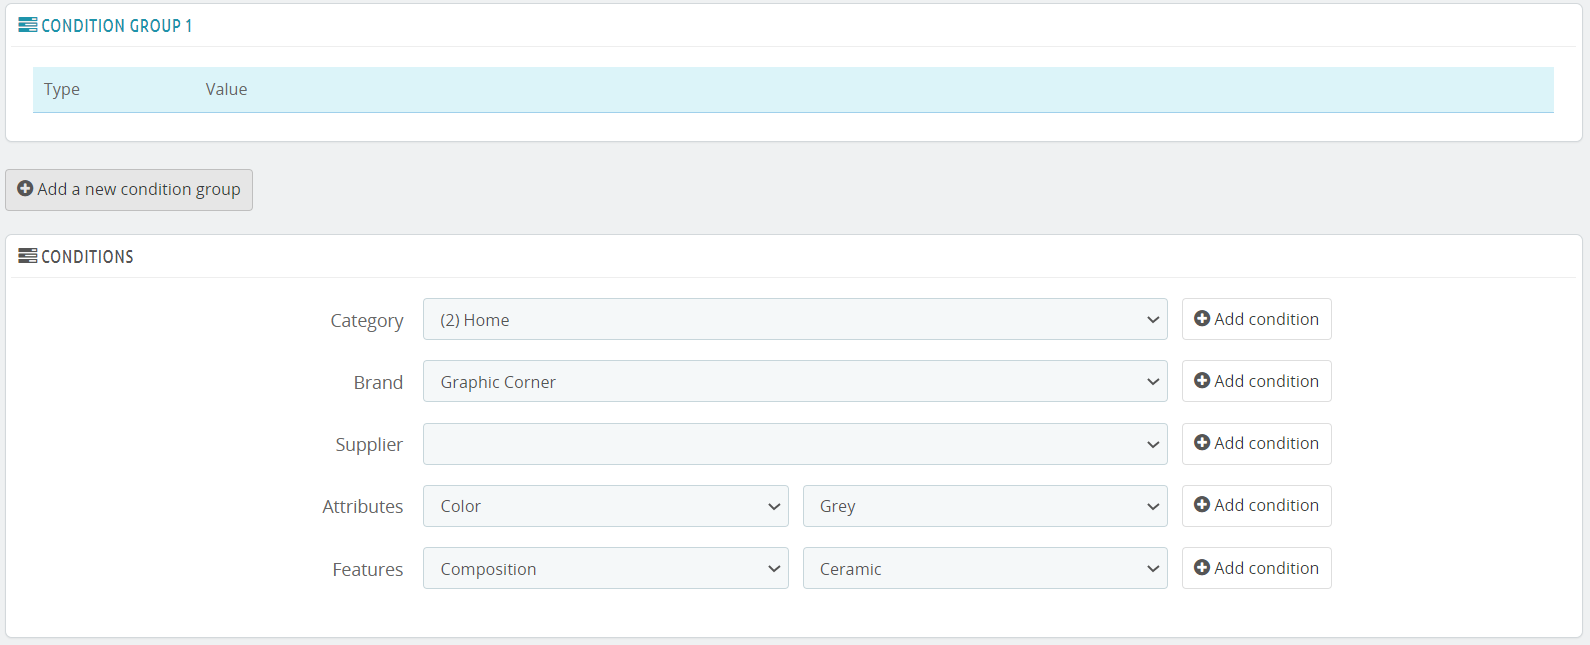 CONDITION GROUP 1
Type Value
Add a new condition group
CONDITIONS
Category (2) Home Add condition
Brand Graphic Corner Add condition
Supplier Add condition
Attributes Color Grey Add condition
Features Composition Ceramic Add condition